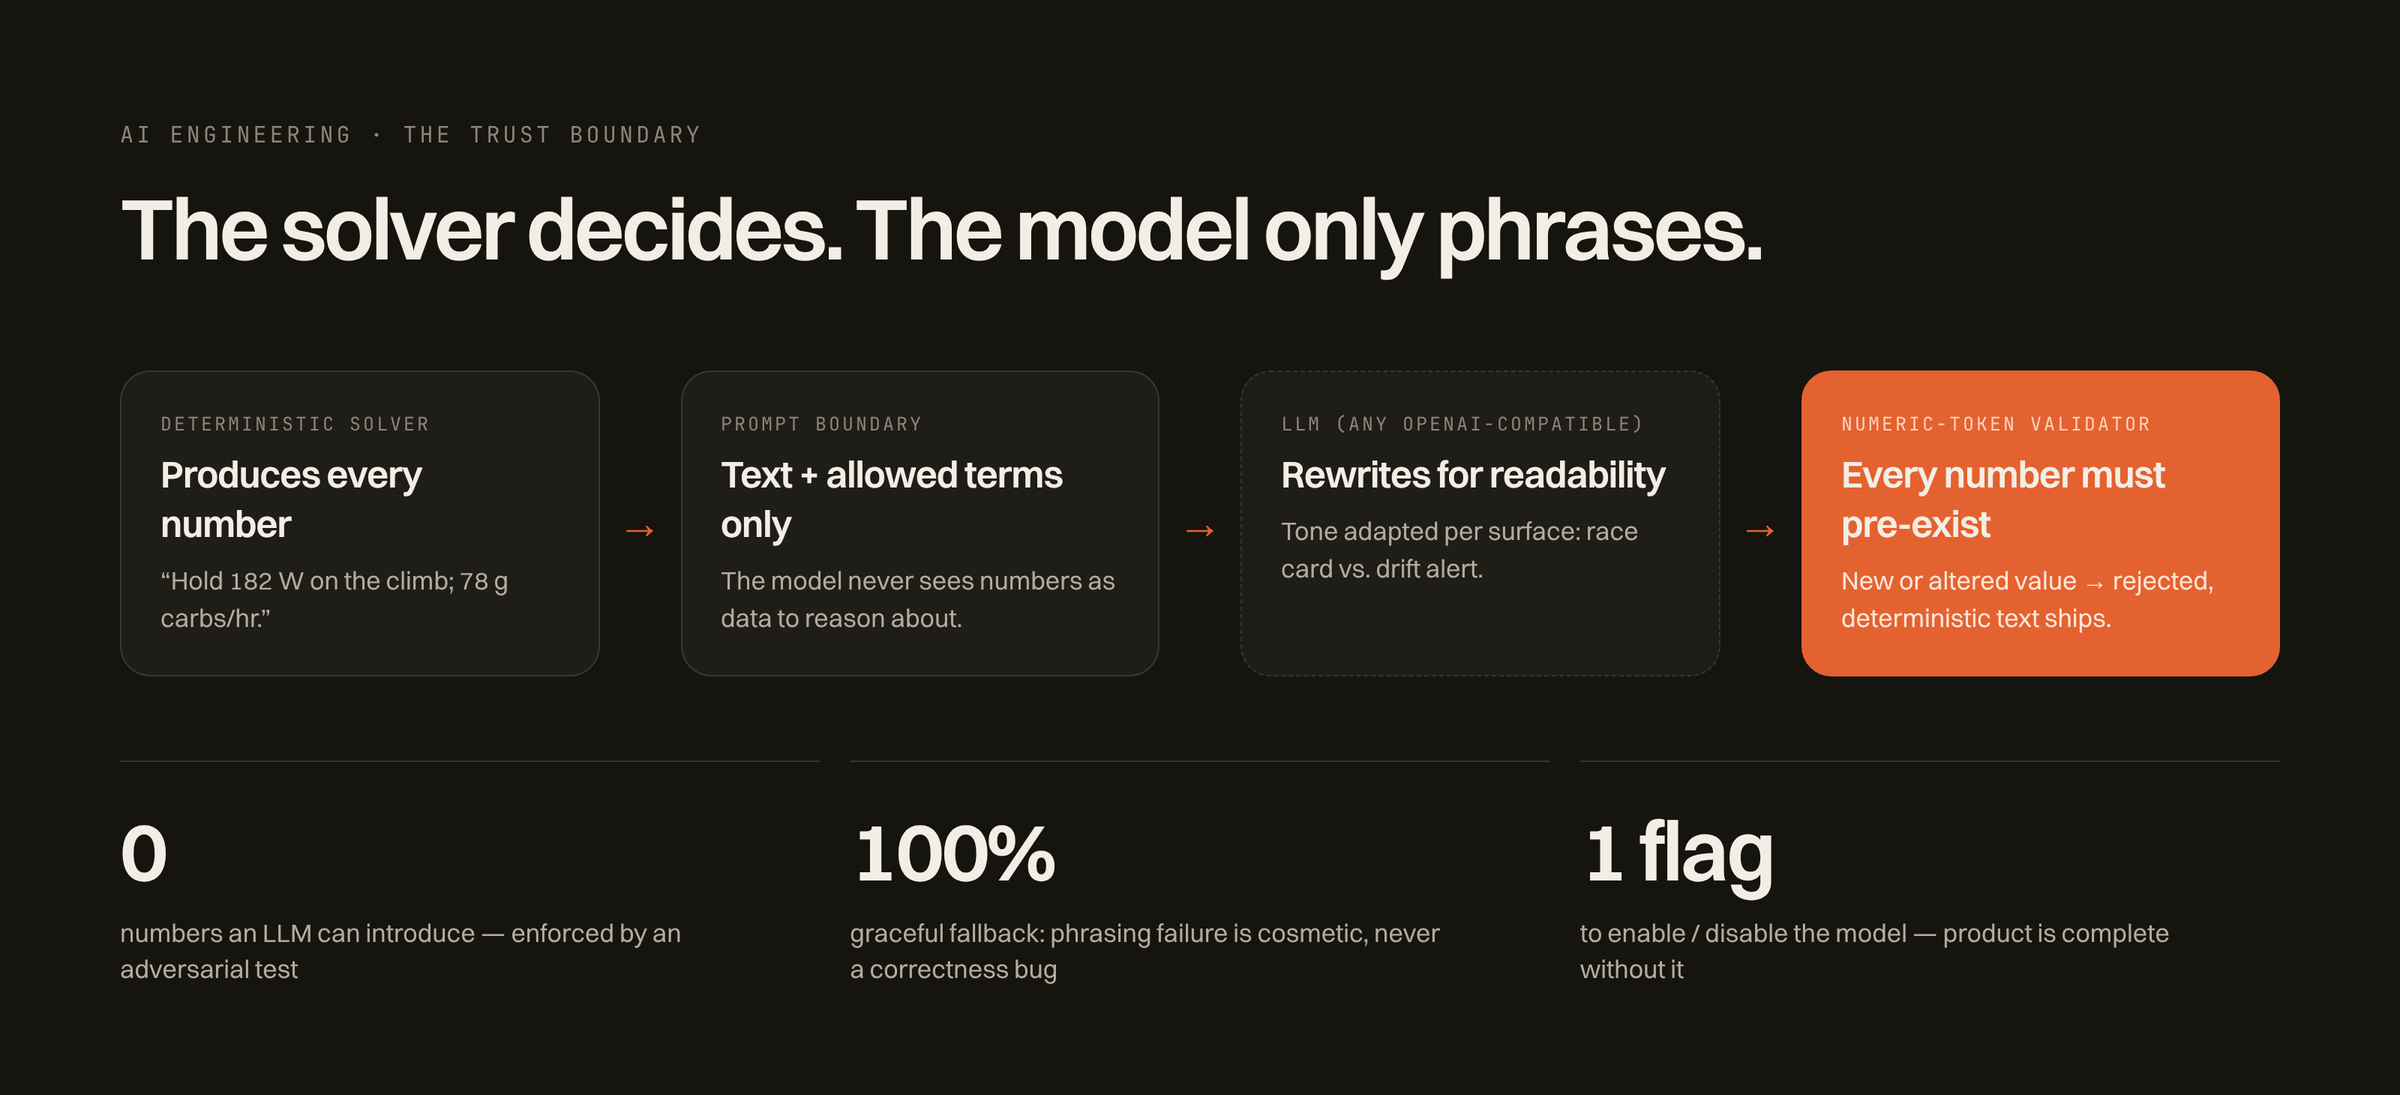 AI ENGINEERING · THE TRUST BOUNDARY
The solver decides. The model only phrases.
DETERMINISTIC SOLVER
Produces every
number
“Hold 182 W on the climb; 78 g
carbs/hr.”
→
PROMPT BOUNDARY
Text + allowed terms
only
The model never sees numbers as
data to reason about.
→
LLM (ANY OPENAI-COMPATIBLE)
Rewrites for readability
Tone adapted per surface: race
card vs. drift alert.
→
NUMERIC-TOKEN VALIDATOR
Every number must
pre-exist
New or altered value → rejected,
deterministic text ships.
0
numbers an LLM can introduce — enforced by an
adversarial test
100%
graceful fallback: phrasing failure is cosmetic, never
a correctness bug
1 flag
to enable / disable the model — product is complete
without it